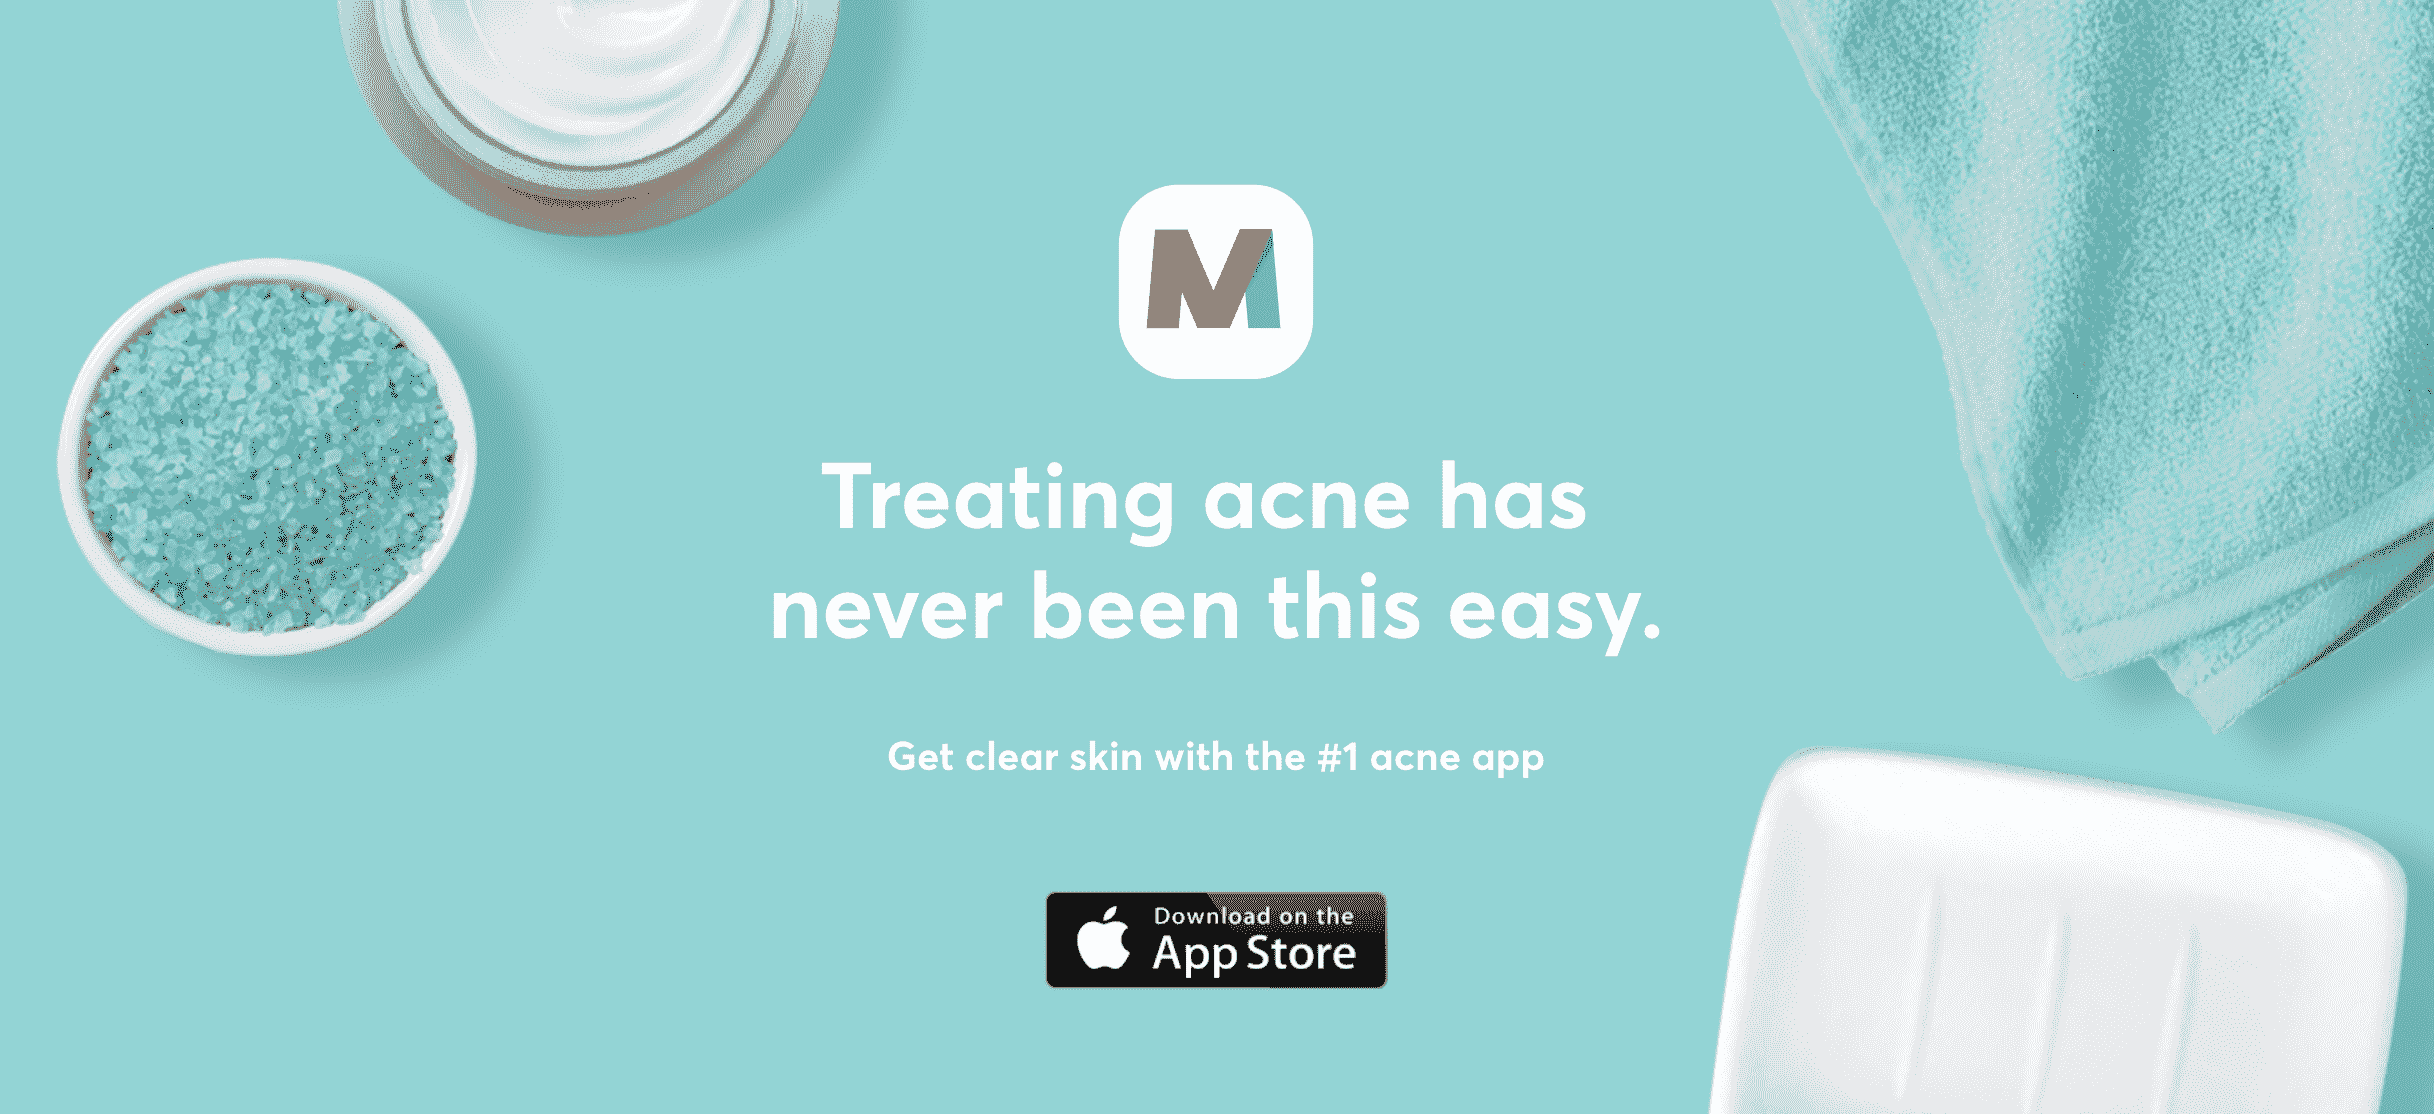 M
Treating acne has
never been this easy.
Get clear skin with the #1 acne app
Download on the
App Store